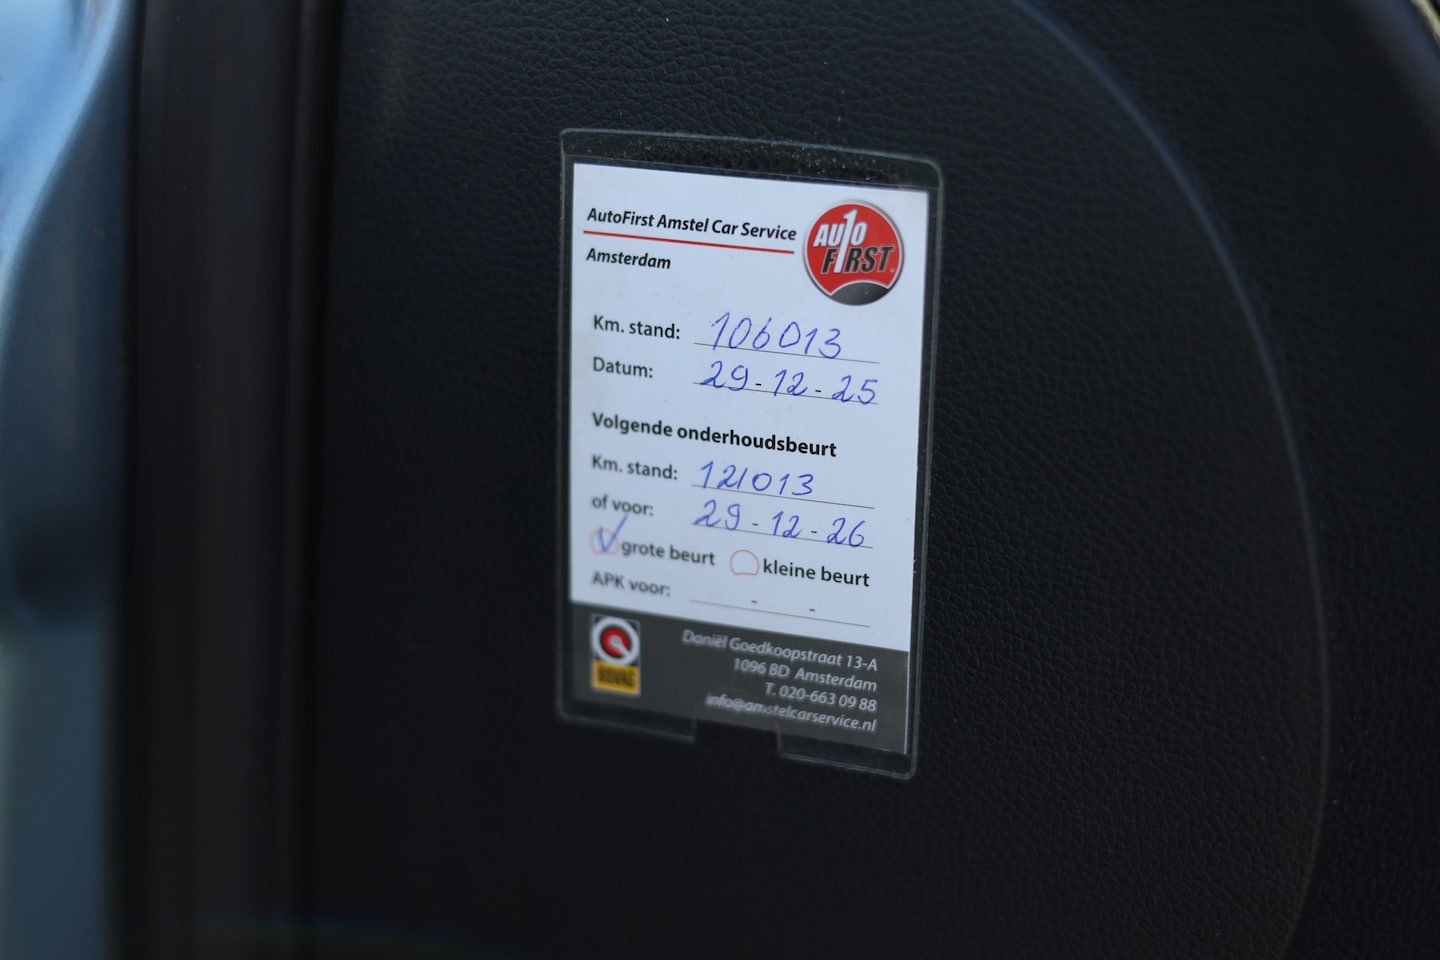 AutoFirst Amstel Car Service
AUTO
FIRST
Amsterdam
Km. stand: 106013
Datum: 29-12-25
Volgende onderhoudsbeurt
Km. stand: 121013
of voor: 29-12-26
grote beurt kleine beurt
APK voor: - -
BOVAG
Daniël Goedkoopstraat 13-A
1096 BD Amsterdam
T. 020-663 09 88
info@amstelcarservice.nl